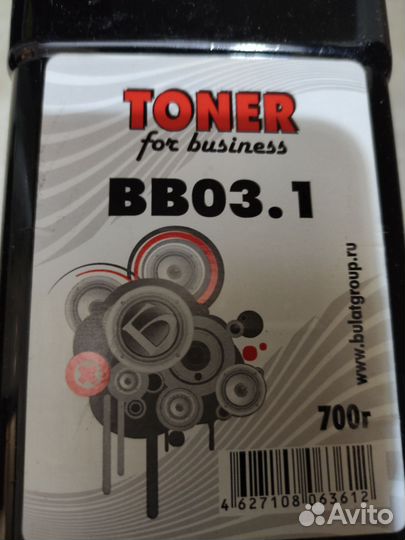 TONER
for business
BB03.1
www.bulatgroup.ru
700г
4 627108 063612
Avito